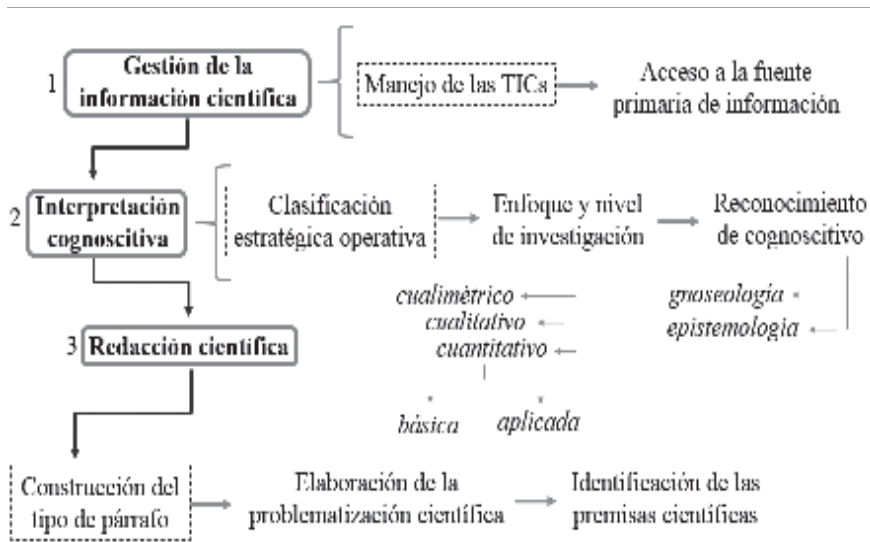 1
Gestión de la
información científica
Manejo de las TICs
Acceso a la fuente
primaria de información
2
Interpretación
cognoscitiva
Clasificación
estratégica operativa
Enfoque y nivel
de investigación
Reconocimiento
de cognoscitivo
cualimétrico
cualitativo
cuantitativo
gnoseología
epistemología
básica
aplicada
3
Redacción científica
Construcción del
tipo de párrafo
Elaboración de la
problematización científica
Identificación de las
premisas científicas